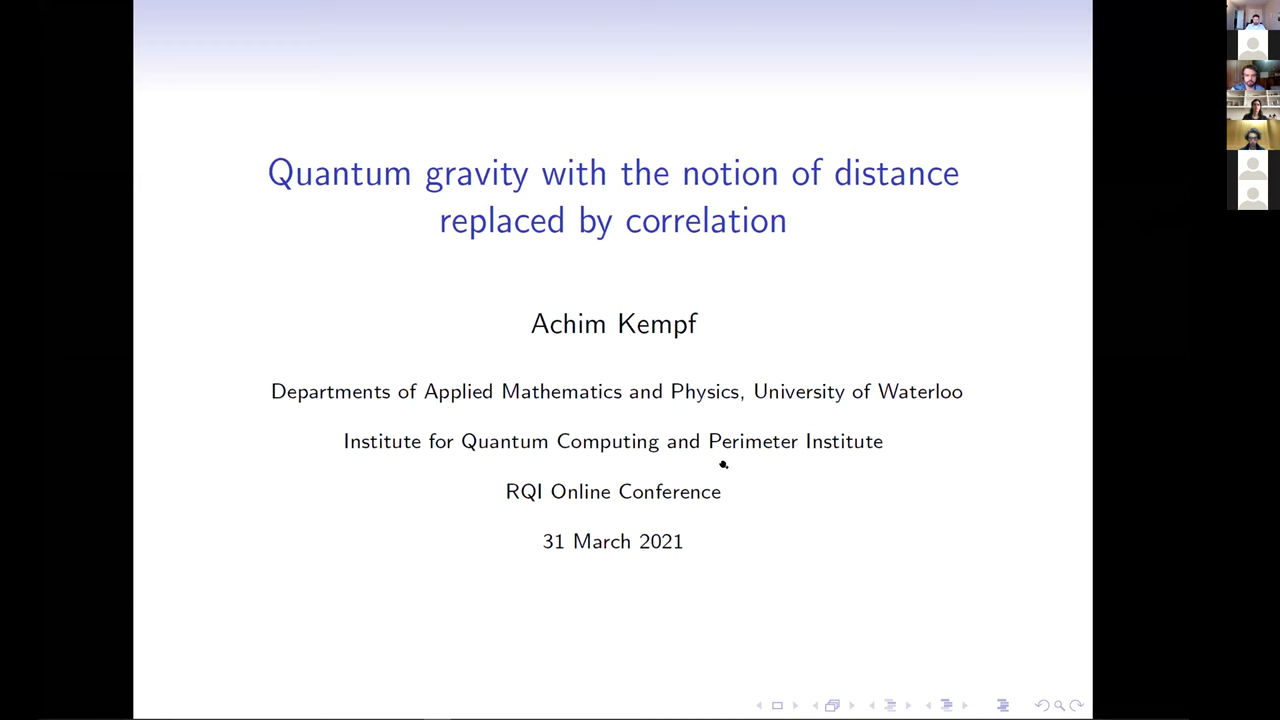 Quantum gravity with the notion of distance
replaced by correlation
Achim Kempf
Departments of Applied Mathematics and Physics, University of Waterloo
Institute for Quantum Computing and Perimeter Institute
RQI Online Conference
31 March 2021